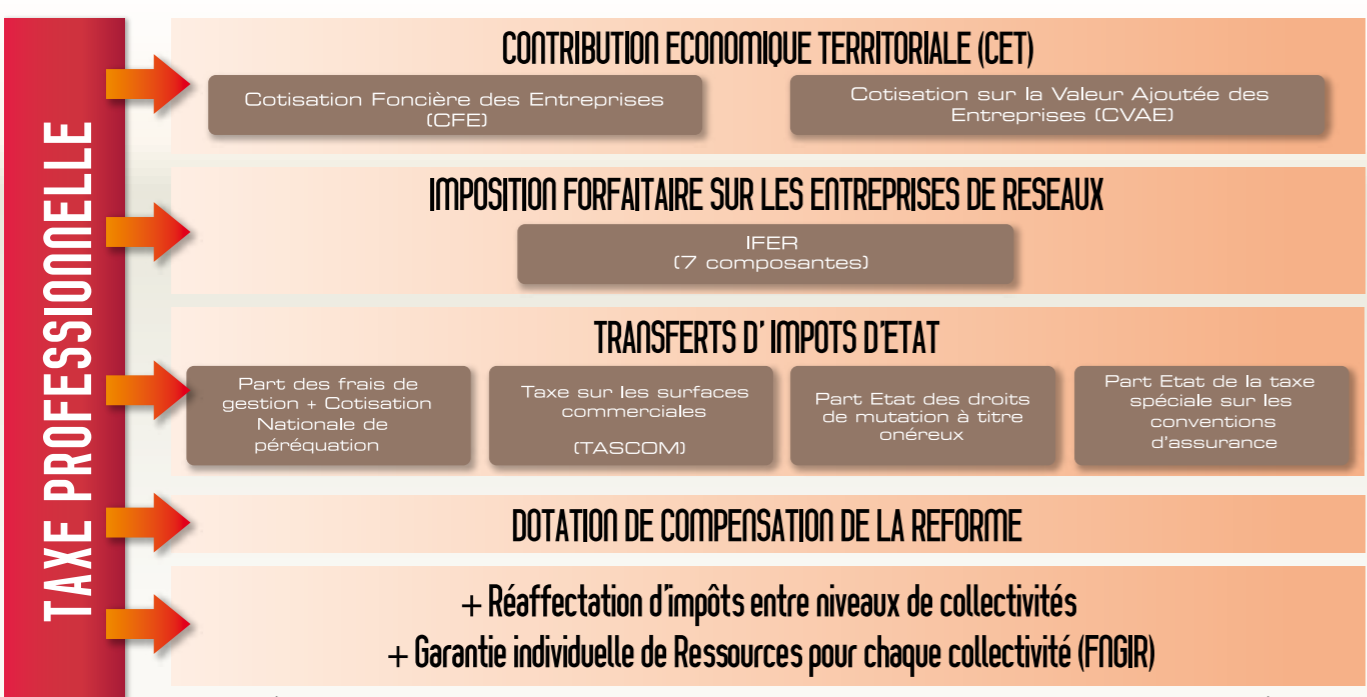 TAXE PROFESSIONNELLE
CONTRIBUTION ECONOMIQUE TERRITORIALE (CET)
Cotisation Foncière des Entreprises
(CFE)
Cotisation sur la Valeur Ajoutée des
Entreprises (CVAE)
IMPOSITION FORFAITAIRE SUR LES ENTREPRISES DE RESEAUX
IFER
(7 composantes)
TRANSFERTS D' IMPOTS D'ETAT
Part des frais de
gestion + Cotisation
Nationale de
péréquation
Taxe sur les surfaces
commerciales
(TASCOM)
Part Etat des droits
de mutation à titre
onéreux
Part Etat de la taxe
spéciale sur les
conventions
d'assurance
DOTATION DE COMPENSATION DE LA REFORME
+ Réaffectation d'impôts entre niveaux de collectivités
+ Garantie individuelle de Ressources pour chaque collectivité (FNGIR)